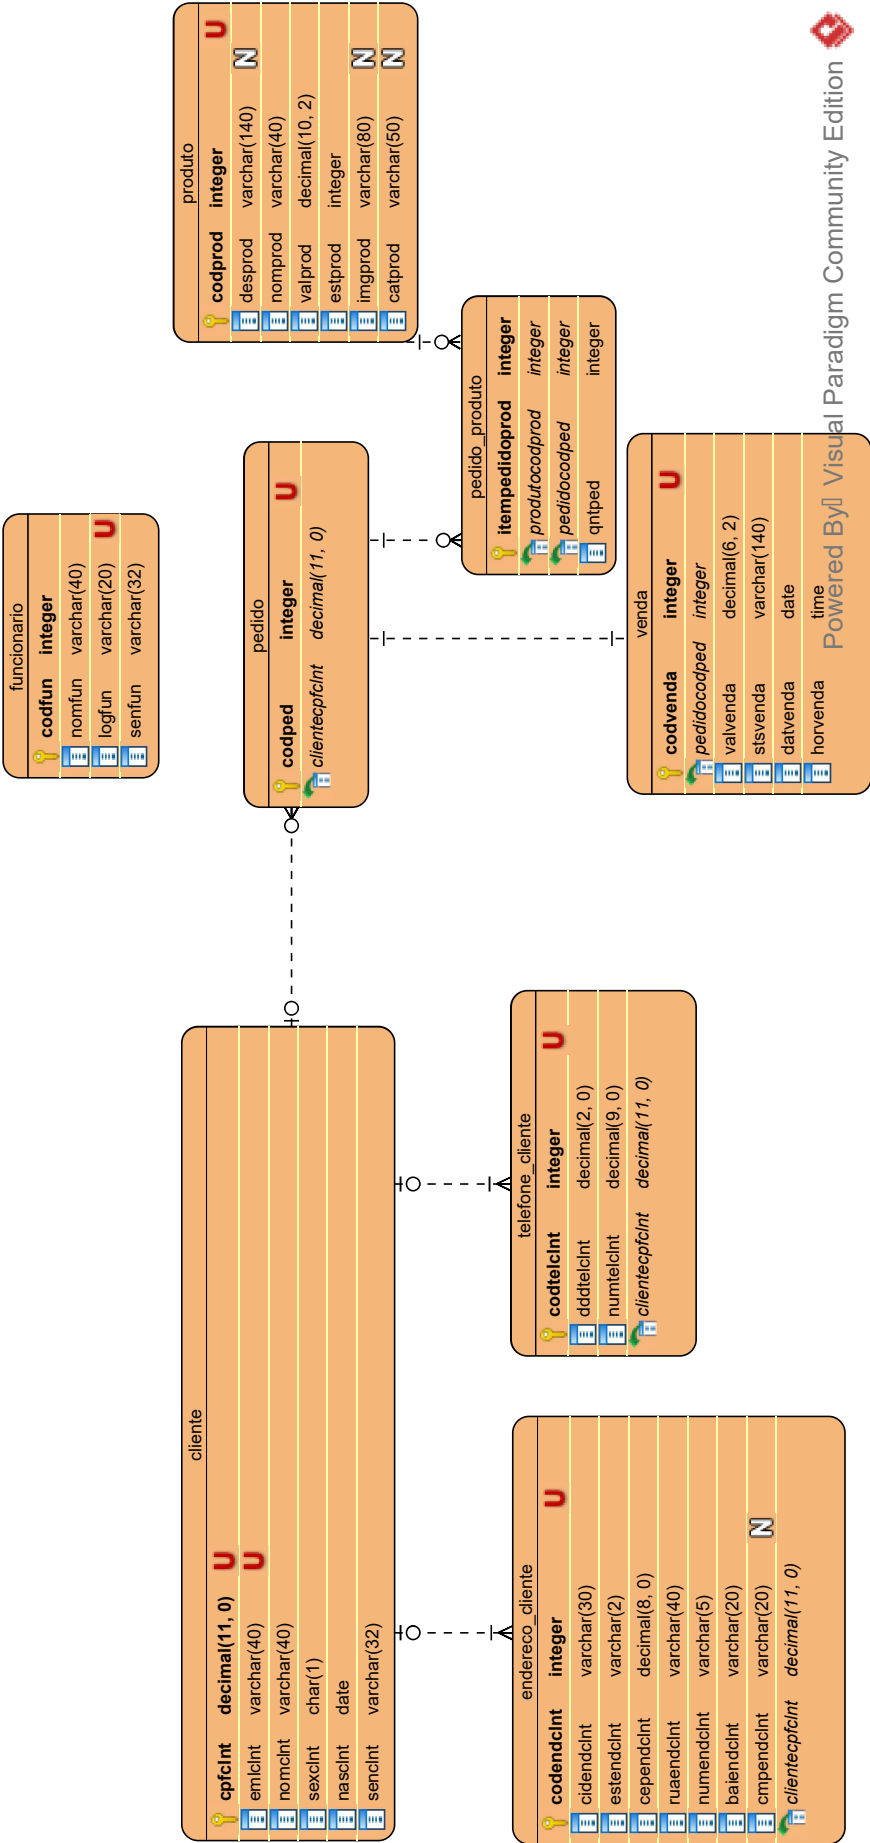 funcionario
codfun integer
nomfun varchar(40)
logfun varchar(20) U
senfun varchar(32)
produto
codprod integer U
desprod varchar(140) N
nomprod varchar(40)
valprod decimal(10, 2)
estprod integer
imgprod varchar(80) N
catprod varchar(50) N
pedido
codped integer U
clientecpfclnt decimal(11, 0)
pedido_produto
itempedidoprod integer
produtocodprod integer
pedidocodped integer
qntped integer
venda
codvenda integer U
pedidocodped integer
valvenda decimal(6, 2)
stsvenda varchar(140)
datvenda date
horvenda time
cliente
cpfclnt decimal(11, 0) U
emlclnt varchar(40) U
nomclnt varchar(40)
sexclnt char(1)
nasclnt date
senclnt varchar(32)
telefone_cliente
codtelclnt integer U
dddtelclnt decimal(2, 0)
numtelclnt decimal(9, 0)
clientecpfclnt decimal(11, 0)
endereco_cliente
codendclnt integer U
cidendclnt varchar(30)
estendclnt varchar(2)
cependclnt decimal(8, 0)
ruaendclnt varchar(40)
numendclnt varchar(5)
baiendclnt varchar(20)
cmpendclnt varchar(20) N
clientecpfclnt decimal(11, 0)
Powered By Visual Paradigm Community Edition